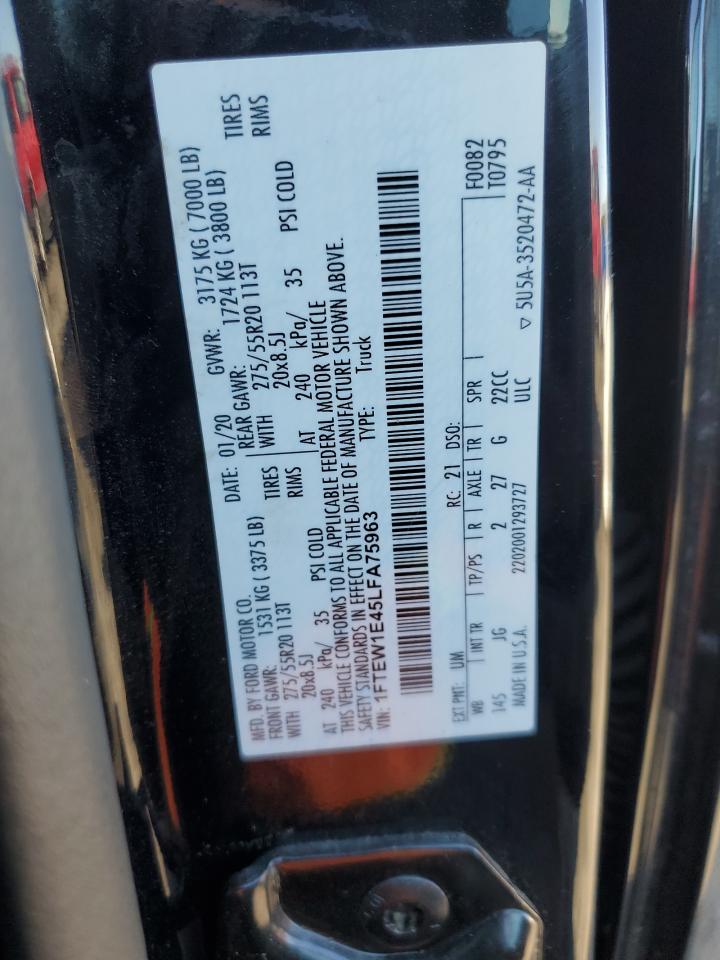 MFD. BY FORD MOTOR CO.
DATE: 01/20 GVWR: 3175 KG ( 7000 LB)
FRONT GAWR: 1531 KG ( 3375 LB) REAR GAWR: 1724 KG ( 3800 LB)
WITH 275/55R20 113T TIRES WITH 275/55R20 113T TIRES
20x8.5J RIMS 20x8.5J RIMS
AT 240 kPa/ 35 PSI COLD AT 240 kPa/ 35 PSI COLD
THIS VEHICLE CONFORMS TO ALL APPLICABLE FEDERAL MOTOR VEHICLE
SAFETY STANDARDS IN EFFECT ON THE DATE OF MANUFACTURE SHOWN ABOVE.
VIN: 1FTEW1E45LFA75963 TYPE: Truck
EXT PNT: UM RC: 21 DSO: F0082
WB INT TR TP/PS R AXLE TR SPR T0795
145 JG 2 27 G 22CC
MADE IN U.S.A. 2202001293727 ULC ▽ 5U5A-3520472-AA